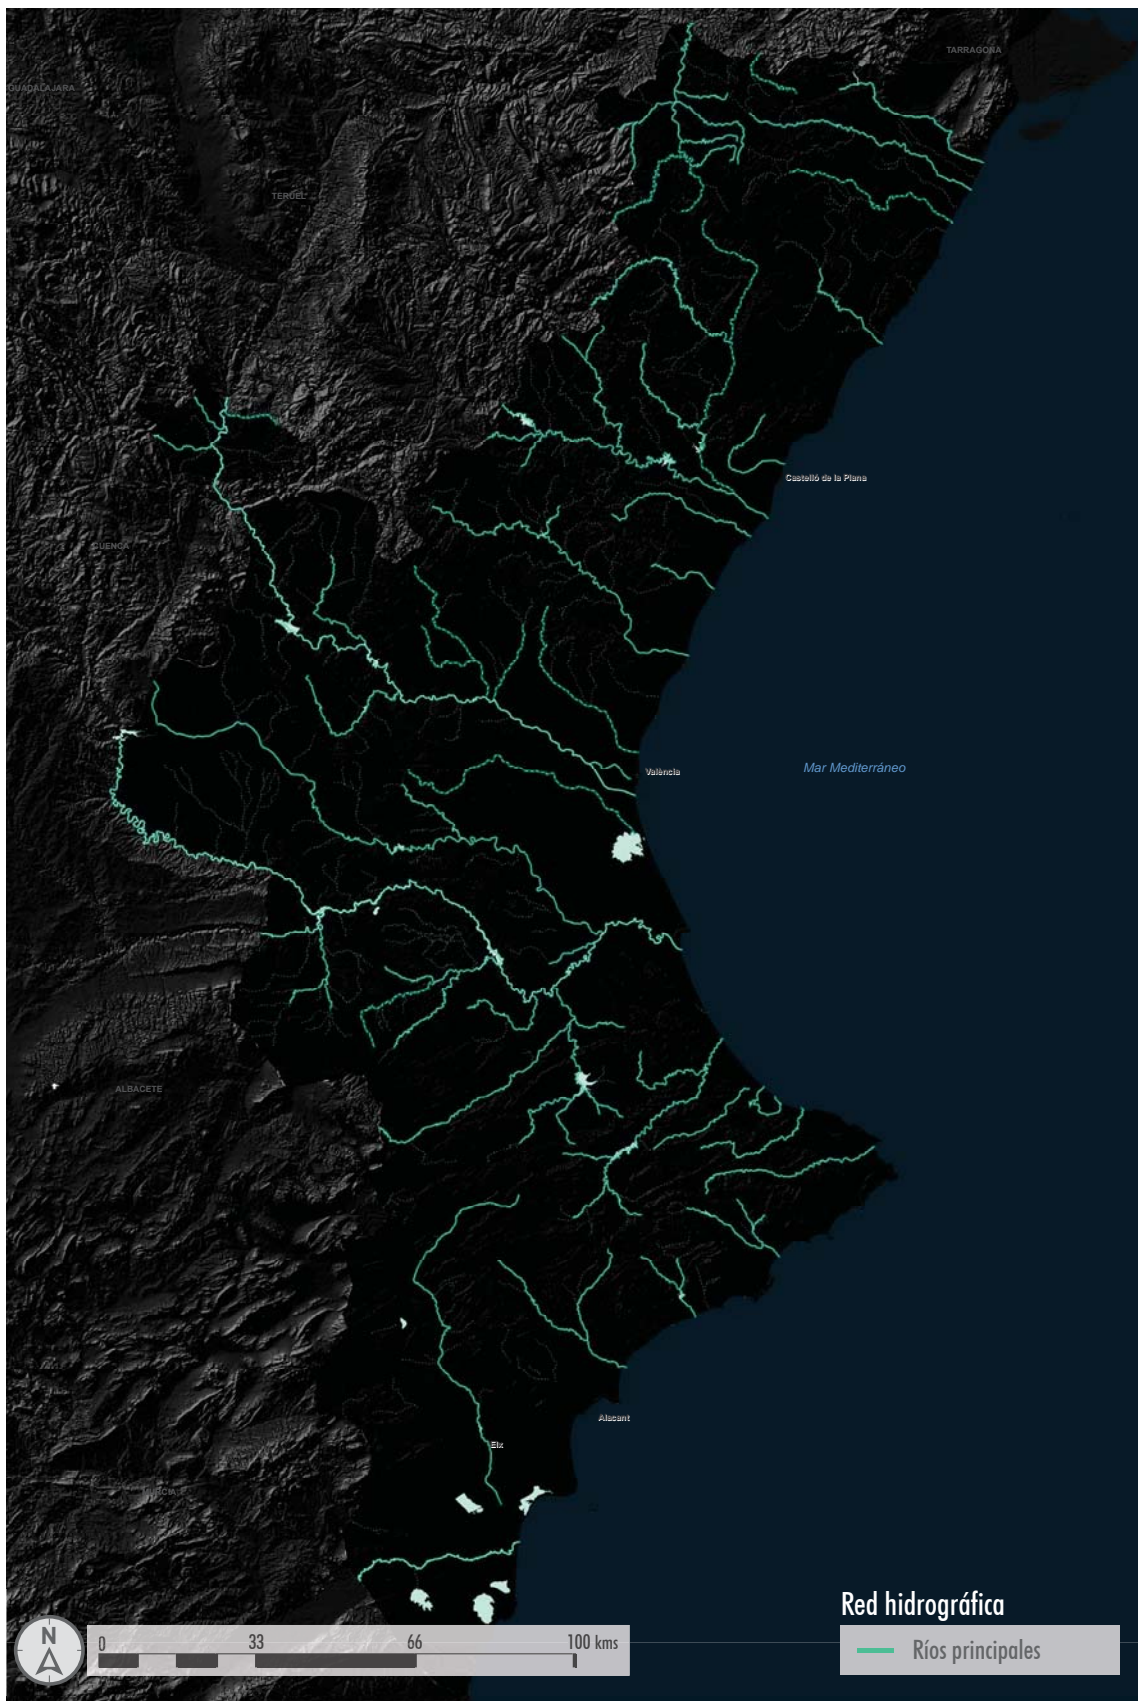 TARRAGONA
GUADALAJARA
TERUEL
Castelló de la Plana
CUENCA
Mar Mediterráneo
València
ALBACETE
Alacant
Elx
MURCIA
Red hidrográfica
Ríos principales
N
0 33 66 100 kms